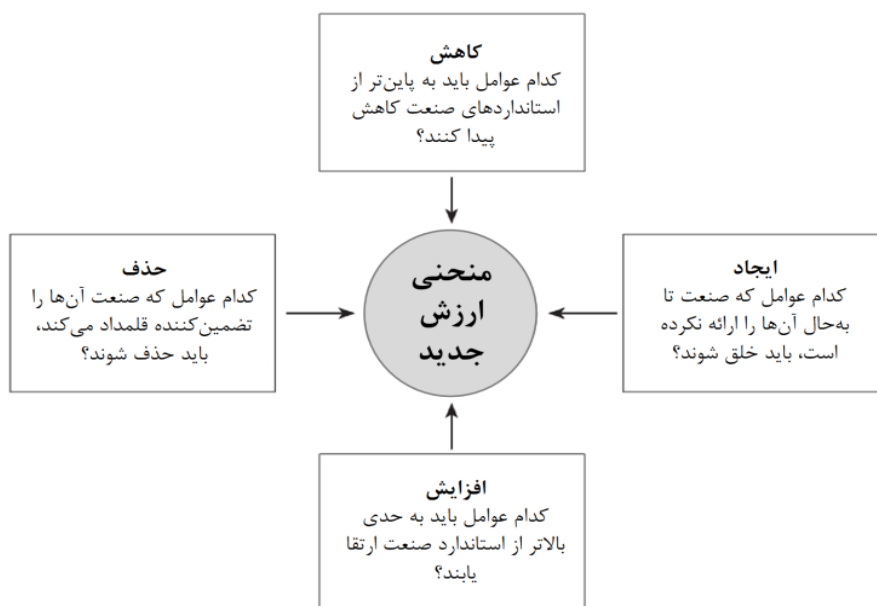 کاهش
کدام عوامل باید به پاین‌تر از
استانداردهای صنعت کاهش
پیدا کنند؟
ایجاد
کدام عوامل که صنعت تا
به‌حال آن‌ها را ارائه نکرده
است، باید خلق شوند؟
منحنی
ارزش
جدید
حذف
کدام عوامل که صنعت آن‌ها را
تضمین‌کننده قلمداد می‌کند،
باید حذف شوند؟
افزایش
کدام عوامل باید به حدی
بالاتر از استاندارد صنعت ارتقا
یابند؟